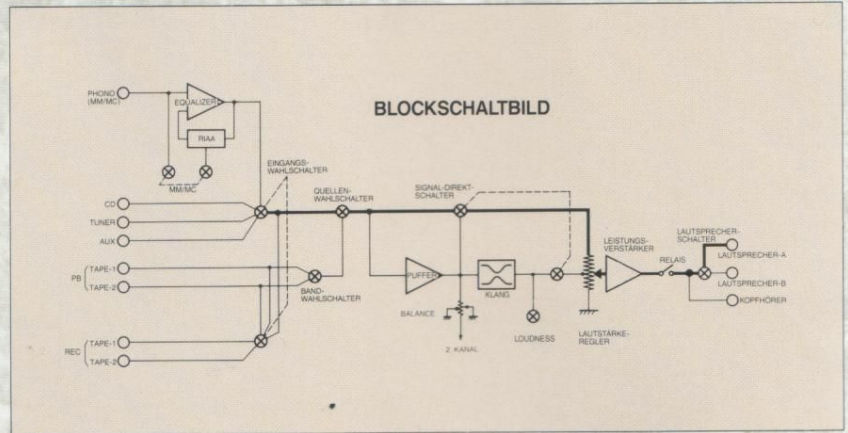 BLOCKSCHALTBILD
PHONO
(MM/MC)
EQUALIZER
RIAA
MM/MC
EINGANGS-
WAHLSCHALTER
CD
TUNER
AUX
QUELLEN-
WAHLSCHALTER
SIGNAL-DIREKT-
SCHALTER
LEISTUNGS-
VERSTÄRKER
LAUTSPRECHER-
SCHALTER
LAUTSPRECHER-A
RELAIS
LAUTSPRECHER-B
KOPFHÖRER
PB
TAPE-1
TAPE-2
BAND-
WAHLSCHALTER
PUFFER
KLANG
BALANCE
2. KANAL
LOUDNESS
LAUTSTÄRKE-
REGLER
REC
TAPE-1
TAPE-2